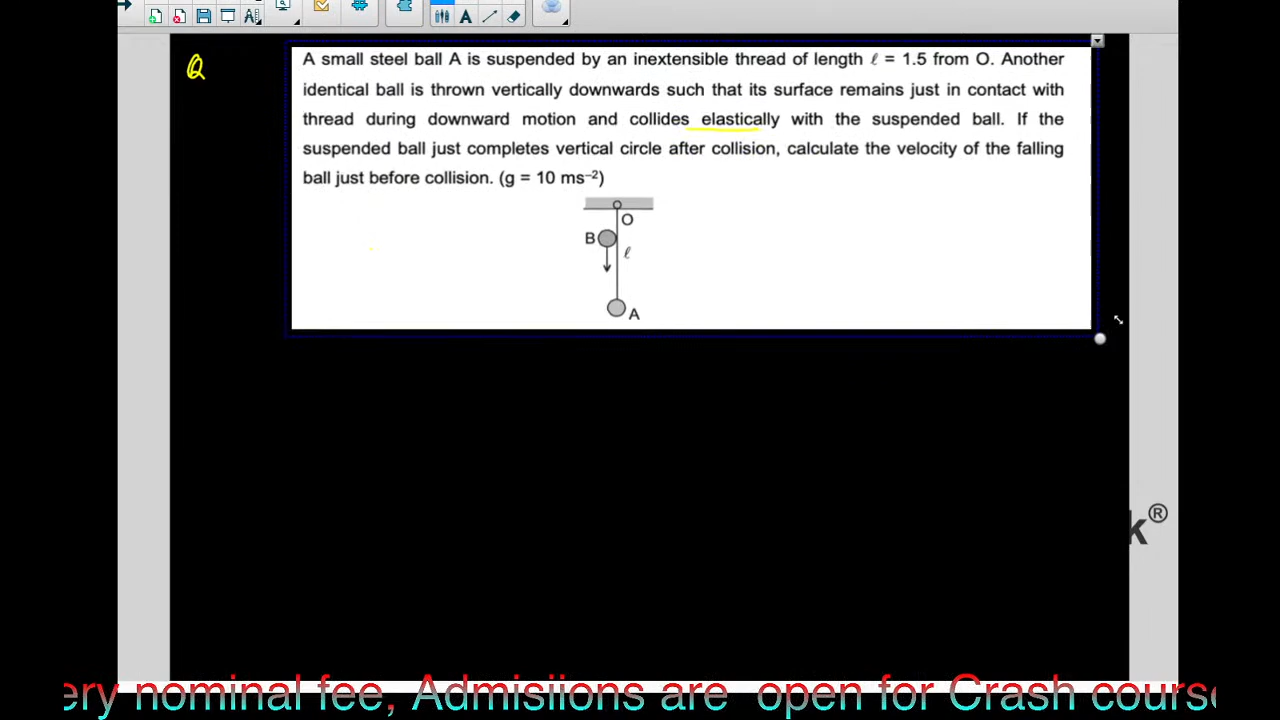 Q
A small steel ball A is suspended by an inextensible thread of length ℓ = 1.5 from O. Another
identical ball is thrown vertically downwards such that its surface remains just in contact with
thread during downward motion and collides elastically with the suspended ball. If the
suspended ball just completes vertical circle after collision, calculate the velocity of the falling
ball just before collision. (g = 10 ms⁻²)
O
B
ℓ
A
k®
ery nominal fee, Admisiions are open for Crash course